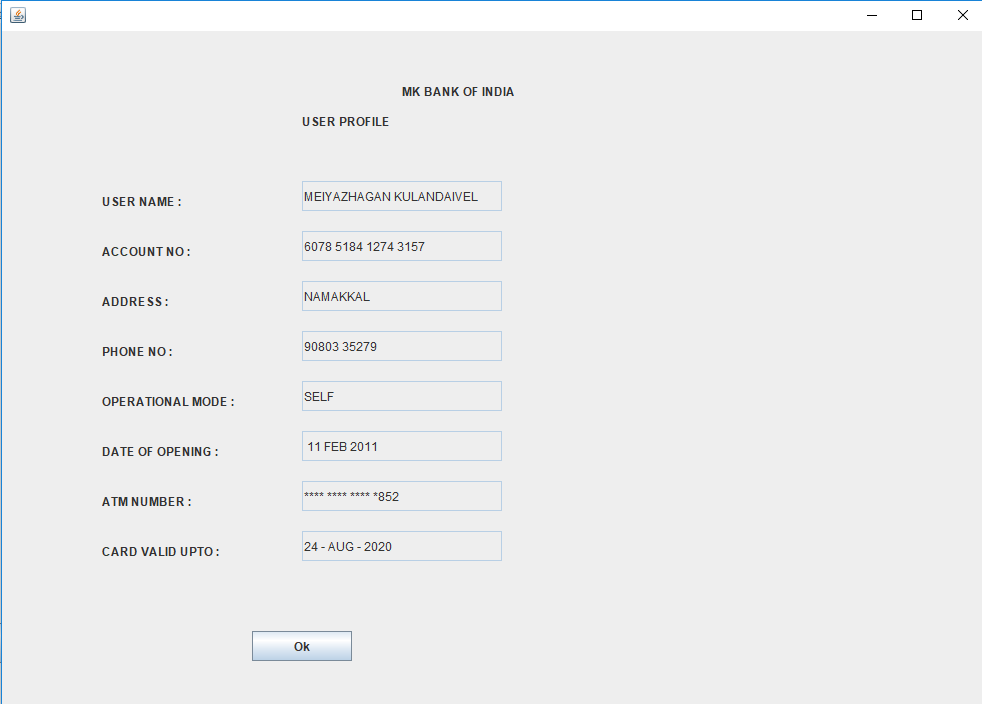 MK BANK OF INDIA
USER PROFILE
USER NAME : MEIYAZHAGAN KULANDAIVEL
ACCOUNT NO : 6078 5184 1274 3157
ADDRESS : NAMAKKAL
PHONE NO : 90803 35279
OPERATIONAL MODE : SELF
DATE OF OPENING : 11 FEB 2011
ATM NUMBER : **** **** **** *852
CARD VALID UPTO : 24 - AUG - 2020
Ok